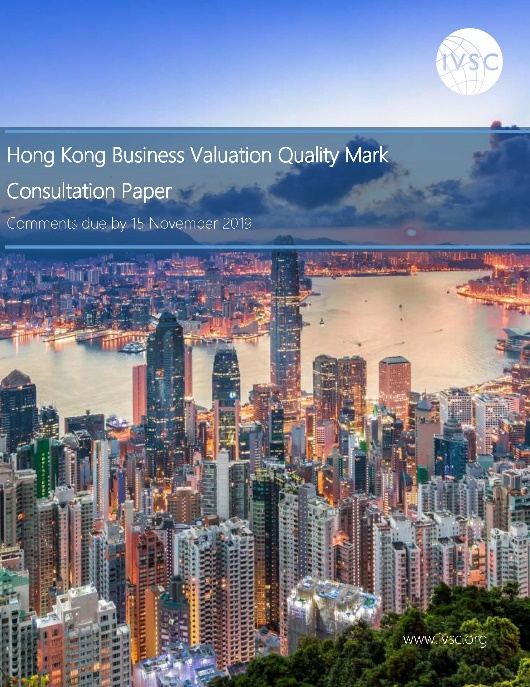 IVSC
Hong Kong Business Valuation Quality Mark
Consultation Paper
Comments due by 15 November 2019
www.ivsc.org